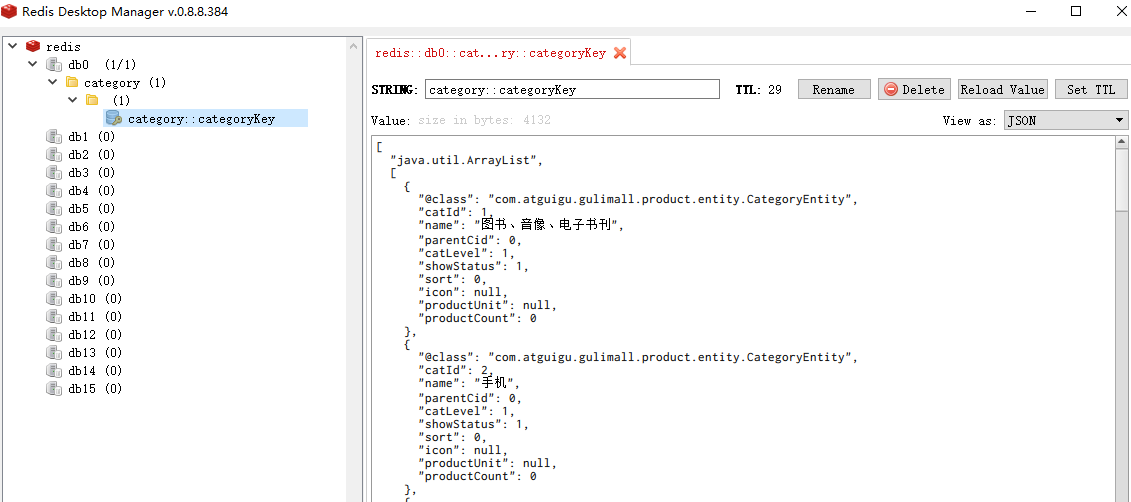 Redis Desktop Manager v.0.8.8.384
redis
db0 (1/1)
category (1)
(1)
category::categoryKey
db1 (0)
db2 (0)
db3 (0)
db4 (0)
db5 (0)
db6 (0)
db7 (0)
db8 (0)
db9 (0)
db10 (0)
db11 (0)
db12 (0)
db13 (0)
db14 (0)
db15 (0)
redis::db0::cat...ry::categoryKey
STRING: category::categoryKey TTL: 29 Rename Delete Reload Value Set TTL
Value: size in bytes: 4132 View as: JSON
[
"java.util.ArrayList",
[
{
"@class": "com.atguigu.gulimall.product.entity.CategoryEntity",
"catId": 1,
"name": "图书、音像、电子书刊",
"parentCid": 0,
"catLevel": 1,
"showStatus": 1,
"sort": 0,
"icon": null,
"productUnit": null,
"productCount": 0
},
{
"@class": "com.atguigu.gulimall.product.entity.CategoryEntity",
"catId": 2,
"name": "手机",
"parentCid": 0,
"catLevel": 1,
"showStatus": 1,
"sort": 0,
"icon": null,
"productUnit": null,
"productCount": 0
},
{